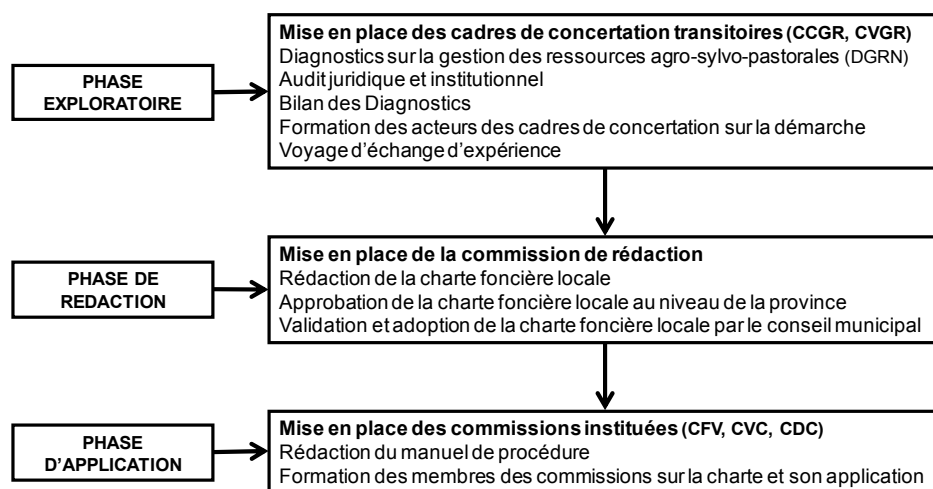 PHASE
EXPLORATOIRE
Mise en place des cadres de concertation transitoires (CCGR, CVGR)
Diagnostics sur la gestion des ressources agro-sylvo-pastorales (DGRN)
Audit juridique et institutionnel
Bilan des Diagnostics
Formation des acteurs des cadres de concertation sur la démarche
Voyage d'échange d'expérience
PHASE DE
REDACTION
Mise en place de la commission de rédaction
Rédaction de la charte foncière locale
Approbation de la charte foncière locale au niveau de la province
Validation et adoption de la charte foncière locale par le conseil municipal
PHASE
D'APPLICATION
Mise en place des commissions instituées (CFV, CVC, CDC)
Rédaction du manuel de procédure
Formation des membres des commissions sur la charte et son application